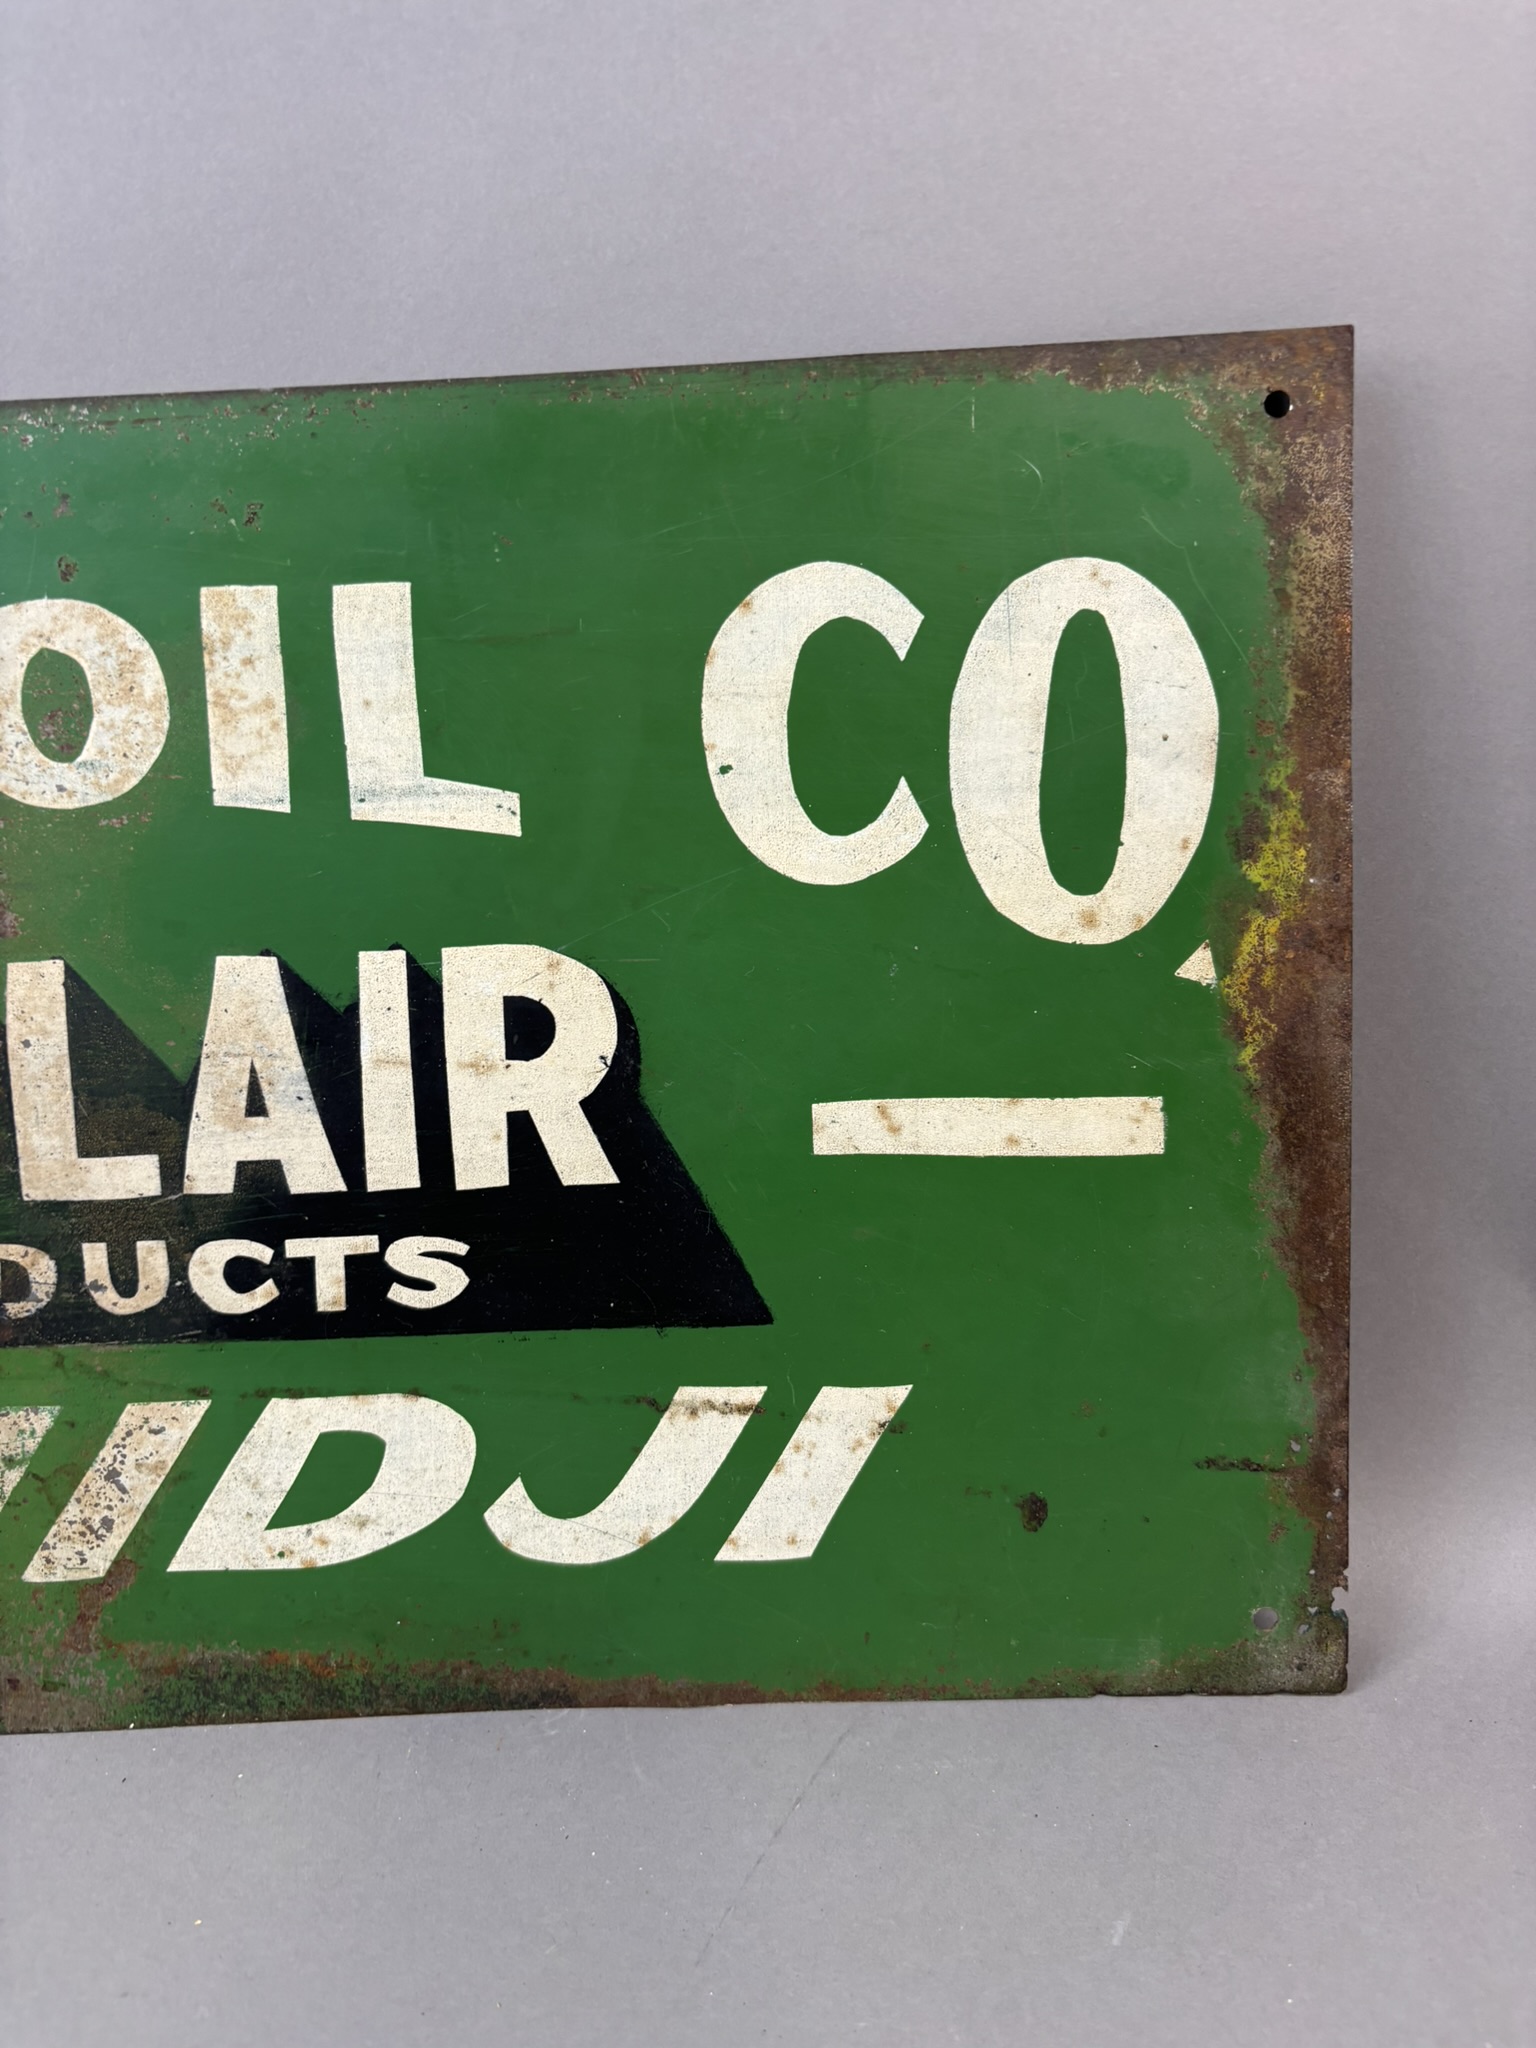 OIL CO.
LAIR —
DUCTS
IDJI